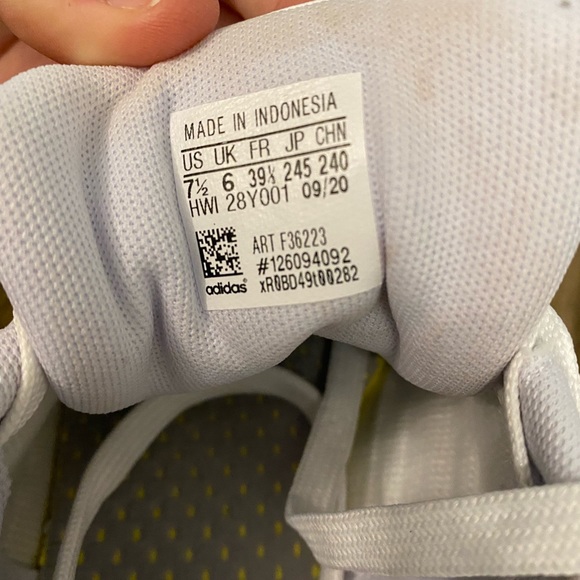 MADE IN INDONESIA
US UK FR JP CHN
7½ 6 39⅓ 245 240
HWI 28Y001 09/20
ART F36223
#126094092
xR0BD49t00282
adidas®